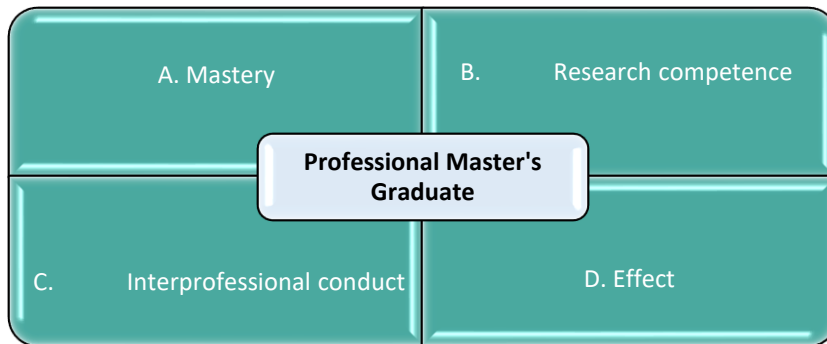 A. Mastery
B. Research competence
Professional Master's
Graduate
C. Interprofessional conduct
D. Effect